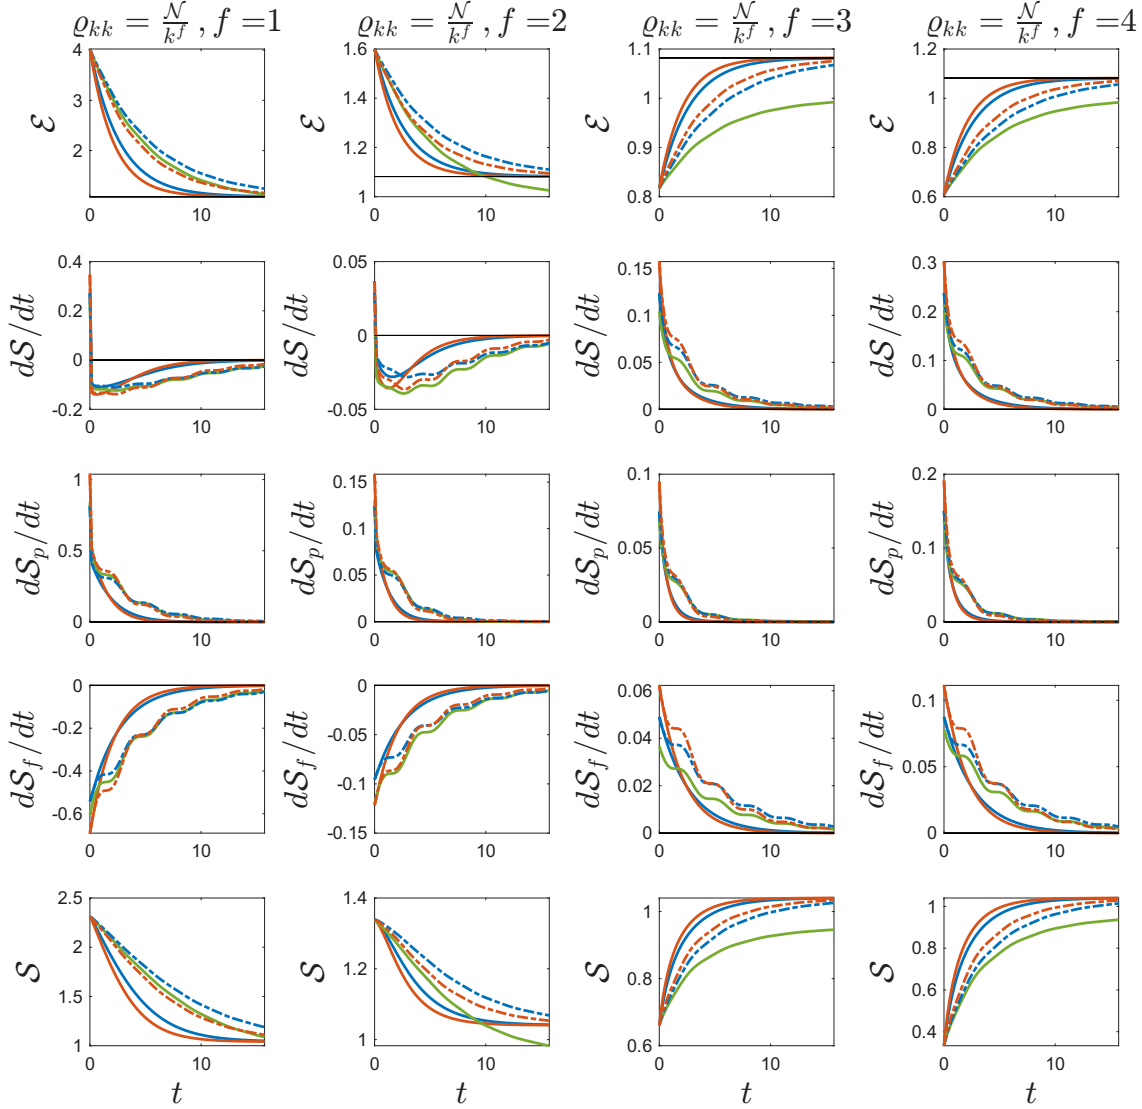 ϱ_kk = 𝒩/k^f , f =1 ϱ_kk = 𝒩/k^f , f =2 ϱ_kk = 𝒩/k^f , f =3 ϱ_kk = 𝒩/k^f , f =4
ℰ 4 3 2 0 10
ℰ 1.6 1.4 1.2 1 0 10
ℰ 1.1 1 0.9 0.8 0 10
ℰ 1.2 1 0.8 0.6 0 10
d𝒮/dt 0.4 0.2 0 -0.2 0 10
d𝒮/dt 0.05 0 -0.05 0 10
d𝒮/dt 0.15 0.1 0.05 0 0 10
d𝒮/dt 0.3 0.2 0.1 0 0 10
d𝒮_p/dt 1 0.5 0 0 10
d𝒮_p/dt 0.15 0.1 0.05 0 0 10
d𝒮_p/dt 0.1 0.05 0 0 10
d𝒮_p/dt 0.2 0.1 0 0 10
d𝒮_f/dt 0 -0.2 -0.4 -0.6 0 10
d𝒮_f/dt 0 -0.05 -0.1 -0.15 0 10
d𝒮_f/dt 0.06 0.04 0.02 0 0 10
d𝒮_f/dt 0.1 0.05 0 0 10
𝒮 2.5 2 1.5 1 0 10 t
𝒮 1.4 1.2 1 0 10 t
𝒮 1 0.8 0.6 0 10 t
𝒮 1 0.8 0.6 0.4 0 10 t